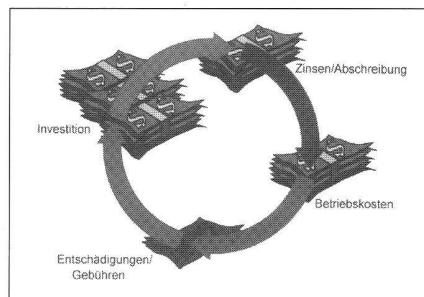 Zinsen/Abschreibung
Investition
Betriebskosten
Entschädigungen/
Gebühren